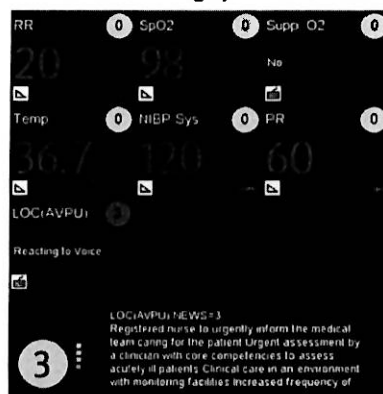 RR 0 SpO2 0 Supp. O2 0
20 98 No
Temp 0 NIBP Sys 0 PR 0
36.7 120 60
LOC(AVPU) 3
Reacting to Voice
LOC(AVPU) NEWS=3
Registered nurse to urgently inform the medical
team caring for the patient Urgent assessment by
a clinician with core competencies to assess
acutely ill patients Clinical care in an environment
with monitoring facilities Increased frequency of
3